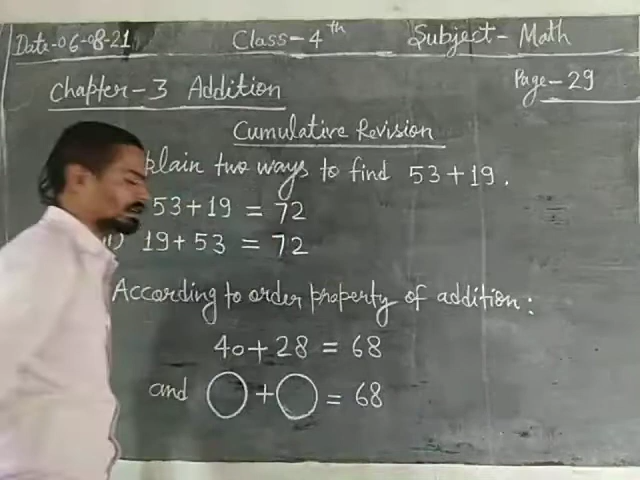 Date-06-08-21 Class-4th Subject- Math
Chapter-3 Addition Page-29
Cumulative Revision
plain two ways to find 53+19.
53+19 = 72
) 19+53 = 72
According to order property of addition:
40+28 = 68
and ◯+◯ = 68